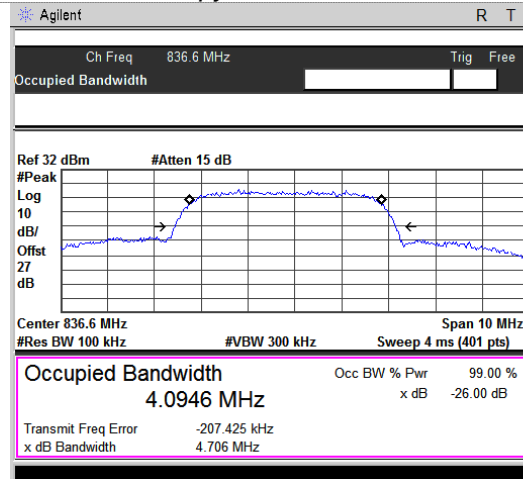 Agilent R T
Ch Freq 836.6 MHz Trig Free
Occupied Bandwidth
Ref 32 dBm #Atten 15 dB
#Peak
Log
10
dB/
Offst
27
dB
Center 836.6 MHz Span 10 MHz
#Res BW 100 kHz #VBW 300 kHz Sweep 4 ms (401 pts)
Occupied Bandwidth Occ BW % Pwr 99.00 %
4.0946 MHz x dB -26.00 dB
Transmit Freq Error -207.425 kHz
x dB Bandwidth 4.706 MHz